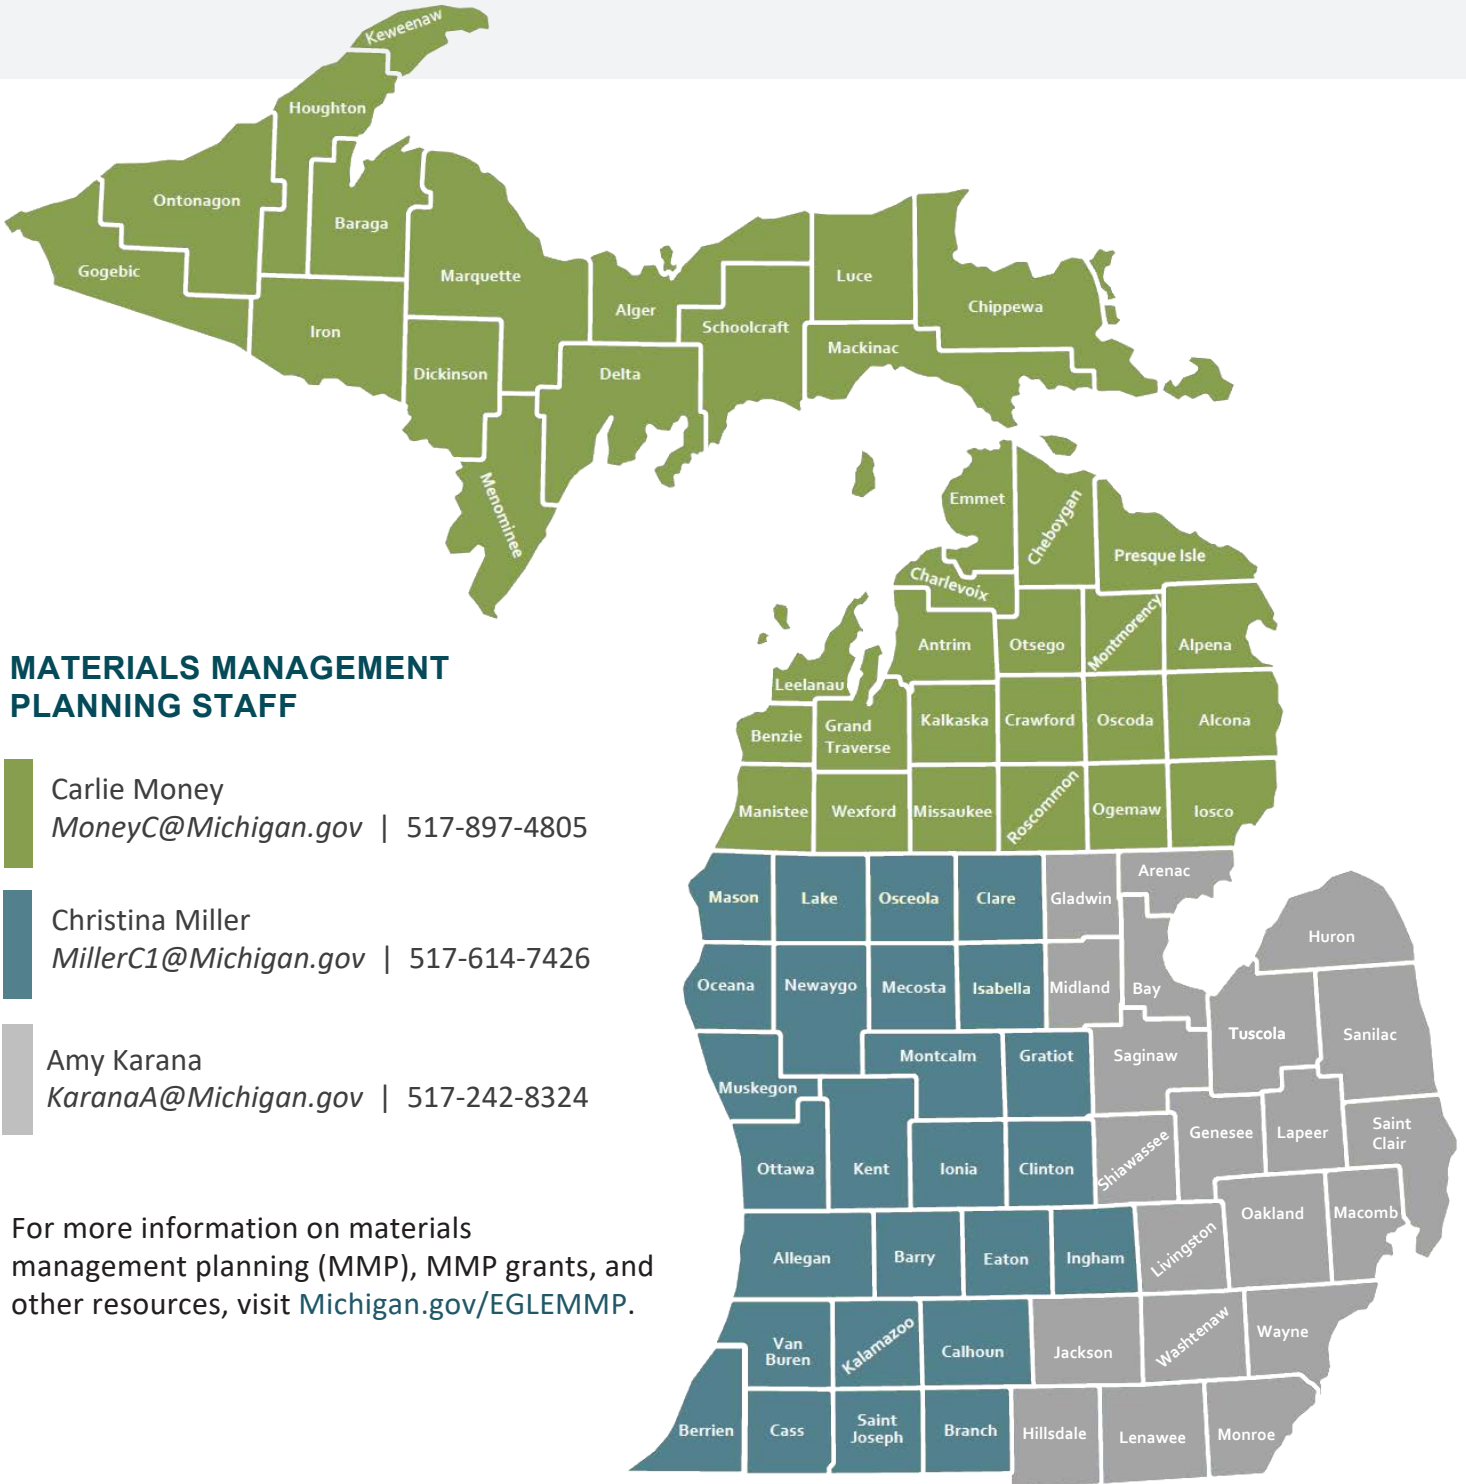 Keweenaw
Houghton
Ontonagon
Baraga
Gogebic
Marquette
Iron
Dickinson
Menominee
Alger
Delta
Schoolcraft
Luce
Mackinac
Chippewa
Emmet
Cheboygan
Presque Isle
Charlevoix
Antrim
Otsego
Montmorency
Alpena
Leelanau
Benzie
Grand
Traverse
Kalkaska
Crawford
Oscoda
Alcona
Manistee
Wexford
Missaukee
Roscommon
Ogemaw
Iosco
MATERIALS MANAGEMENT
PLANNING STAFF
Carlie Money
MoneyC@Michigan.gov | 517-897-4805
Christina Miller
MillerC1@Michigan.gov | 517-614-7426
Amy Karana
KaranaA@Michigan.gov | 517-242-8324
For more information on materials
management planning (MMP), MMP grants, and
other resources, visit Michigan.gov/EGLEMMP.
Mason
Lake
Osceola
Clare
Gladwin
Arenac
Huron
Oceana
Newaygo
Mecosta
Isabella
Midland
Bay
Tuscola
Sanilac
Muskegon
Montcalm
Gratiot
Saginaw
Ottawa
Kent
Ionia
Clinton
Shiawassee
Genesee
Lapeer
Saint
Clair
Allegan
Barry
Eaton
Ingham
Livingston
Oakland
Macomb
Van
Buren
Kalamazoo
Calhoun
Jackson
Washtenaw
Wayne
Berrien
Cass
Saint
Joseph
Branch
Hillsdale
Lenawee
Monroe